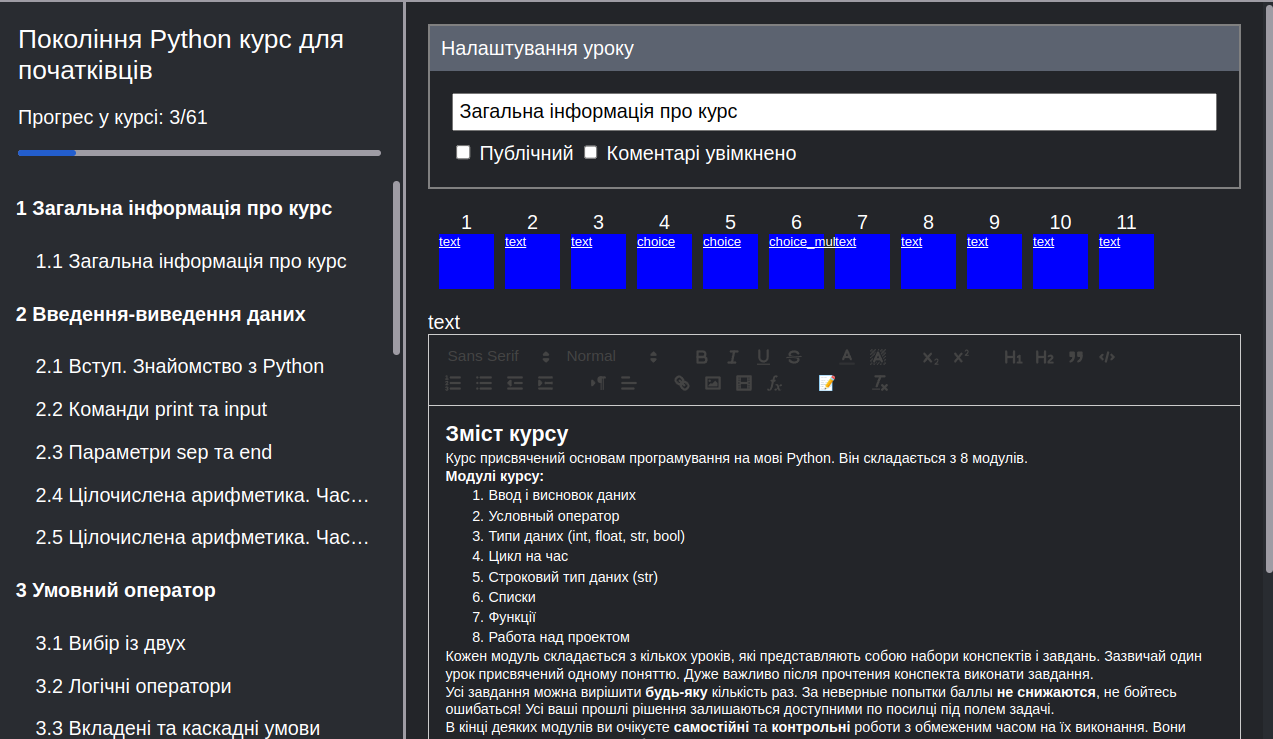 Покоління Python курс для
початківців
Прогрес у курсі: 3/61
1 Загальна інформація про курс
1.1 Загальна інформація про курс
2 Введення-виведення даних
2.1 Вступ. Знайомство з Python
2.2 Команди print та input
2.3 Параметри sep та end
2.4 Цілочислена арифметика. Час…
2.5 Цілочислена арифметика. Час…
3 Умовний оператор
3.1 Вибір із двух
3.2 Логічні оператори
3.3 Вкладені та каскадні умови
Налаштування уроку
Загальна інформація про курс
Публічний Коментарі увімкнено
1 2 3 4 5 6 7 8 9 10 11
text text text choice choice choice_mul text text text text text
text
Sans Serif Normal B I U S A A X₂ X² H₁ H₂ ” </>
Зміст курсу
Курс присвячений основам програмування на мові Python. Він складається з 8 модулів.
Модулі курсу:
1. Ввод і висновок даних
2. Условный оператор
3. Типи даних (int, float, str, bool)
4. Цикл на час
5. Строковий тип даних (str)
6. Списки
7. Функції
8. Работа над проектом
Кожен модуль складається з кількох уроків, які представляють собою набори конспектів і завдань. Зазвичай один
урок присвячений одному поняттю. Дуже важливо після прочтення конспекта виконати завдання.
Усі завдання можна вирішити будь-яку кількість раз. За неверные попытки баллы не снижаются, не бойтесь
ошибаться! Усі ваші прошлі рішення залишаються доступними по посилці під полем задачі.
В кінці деяких модулів ви очікуєте самостійні та контрольні роботи з обмеженим часом на їх виконання. Вони